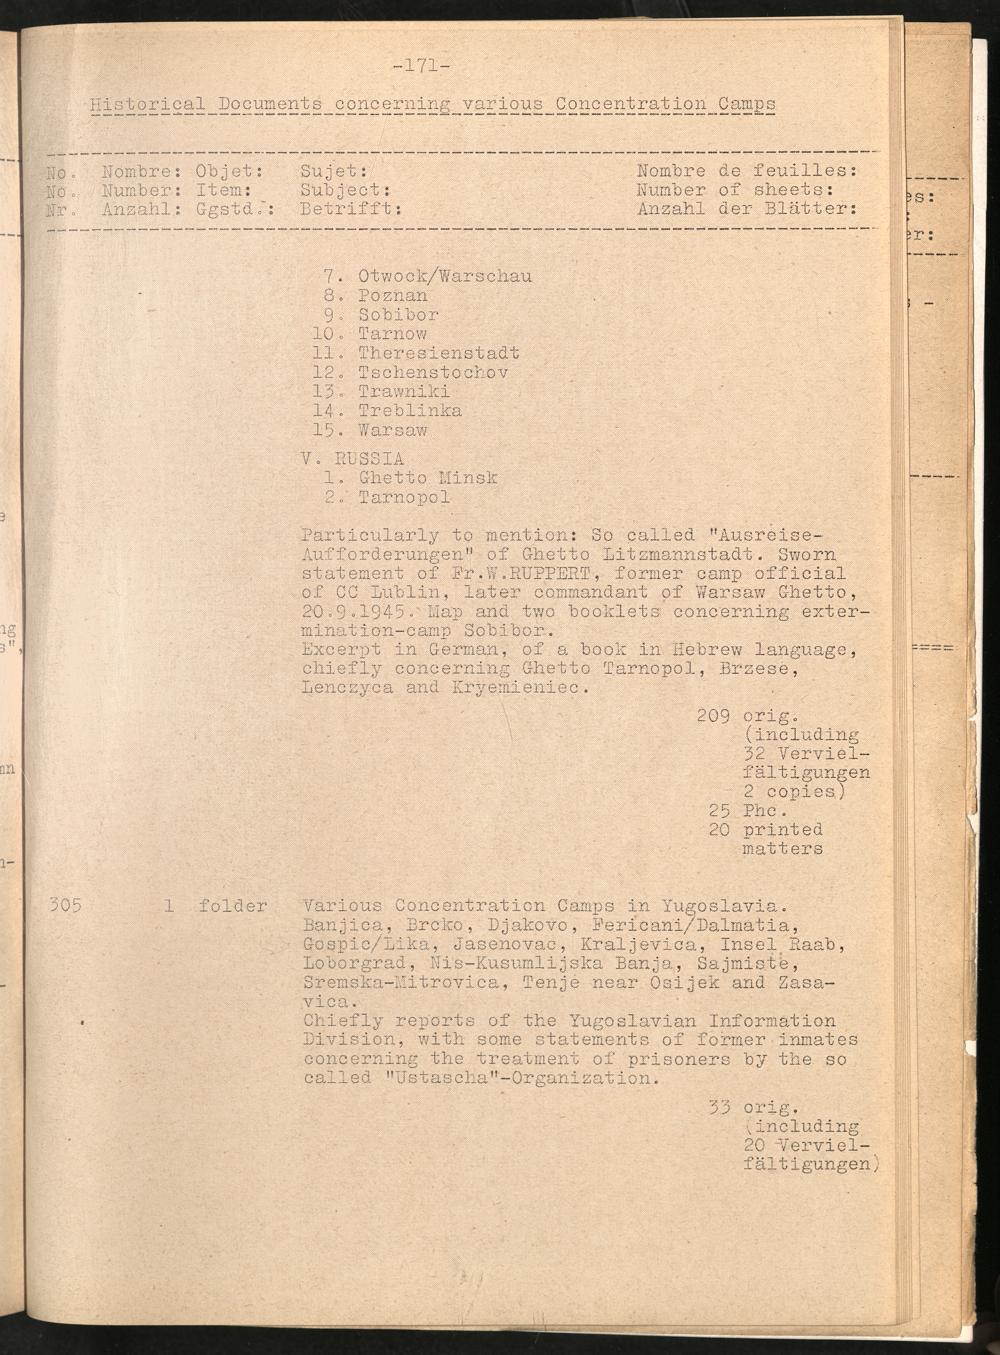 -171-
Historical Documents concerning various Concentration Camps
No. Nombre: Objet: Sujet: Nombre de feuilles:
No. Number: Item: Subject: Number of sheets:
Nr. Anzahl: Ggstd.: Betrifft: Anzahl der Blätter:
7. Otwock/Warschau
8. Poznan
9. Sobibor
10. Tarnow
11. Theresienstadt
12. Tschenstochov
13. Trawniki
14. Treblinka
15. Warsaw
V. RUSSIA
1. Ghetto Minsk
2. Tarnopol
Particularly to mention: So called "Ausreise-
Aufforderungen" of Ghetto Litzmannstadt. Sworn
statement of Fr.W.RUPPERT, former camp official
of CC Lublin, later commandant of Warsaw Ghetto,
20.9.1945. Map and two booklets concerning exter-
mination-camp Sobibor.
Excerpt in German, of a book in Hebrew language,
chiefly concerning Ghetto Tarnopol, Brzese,
Lenczyca and Kryemieniec.
209 orig.
(including
32 Verviel-
fältigungen
2 copies)
25 Phc.
20 printed
matters
305 1 folder Various Concentration Camps in Yugoslavia.
Banjica, Brcko, Djakovo, Fericani/Dalmatia,
Gospic/Lika, Jasenovac, Kraljevica, Insel Raab,
Loborgrad, Nis-Kusumlijska Banja, Sajmiste,
Sremska-Mitrovica, Tenje near Osijek and Zasa-
vica.
Chiefly reports of the Yugoslavian Information
Division, with some statements of former inmates
concerning the treatment of prisoners by the so
called "Ustascha"-Organization.
33 orig.
(including
20 Verviel-
fältigungen)